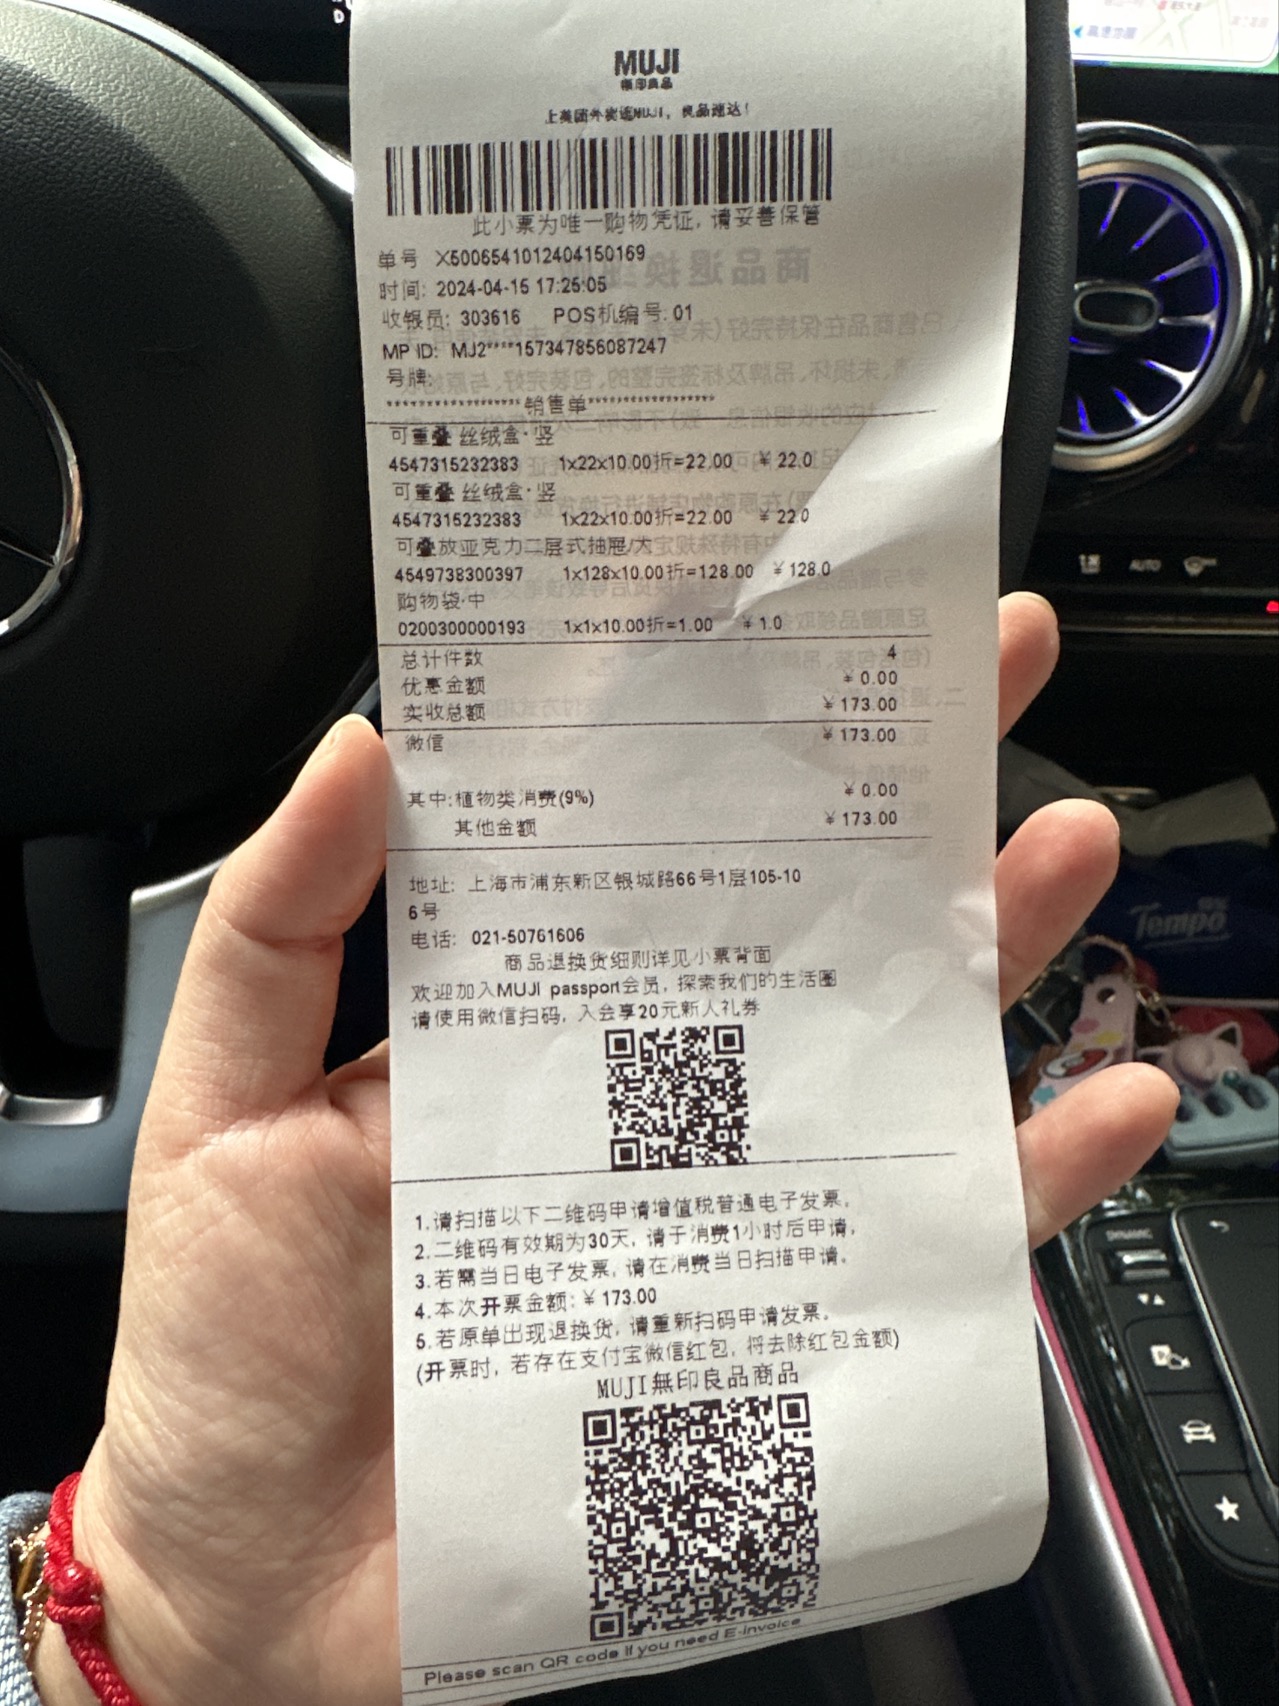 MUJI
無印良品
上美团外卖逛MUJI，良品速达！
此小票为唯一购物凭证, 请妥善保管
单号 X5006541012404150169
时间: 2024-04-15 17:25:05
收银员: 303616 POS机编号: 01
MP ID: MJ2****157347856087247
号牌:
销售单
可重叠 丝绒盒·竖
4547315232383 1x22x10.00折=22.00 ￥22.0
可重叠 丝绒盒·竖
4547315232383 1x22x10.00折=22.00 ￥22.0
可叠放亚克力二层式抽屉/大
4549738300397 1x128x10.00折=128.00 ￥128.0
购物袋·中
0200300000193 1x1x10.00折=1.00 ￥1.0
总计件数 4
优惠金额 ￥0.00
实收总额 ￥173.00
微信 ￥173.00
其中:植物类消费(9%) ￥0.00
其他金额 ￥173.00
地址: 上海市浦东新区银城路66号1层105-10
6号
电话: 021-50761606
商品退换货细则详见小票背面
欢迎加入MUJI passport会员, 探索我们的生活圈
请使用微信扫码, 入会享20元新人礼券
1.请扫描以下二维码申请增值税普通电子发票.
2.二维码有效期为30天, 请于消费1小时后申请.
3.若需当日电子发票, 请在消费当日扫描申请.
4.本次开票金额:￥173.00
5.若原单出现退换货, 请重新扫码申请发票.
(开票时, 若存在支付宝微信红包, 将去除红包金额)
MUJI無印良品商品
Please scan QR code if you need E-invoice
AUTO
Tempo
DYNAMIC